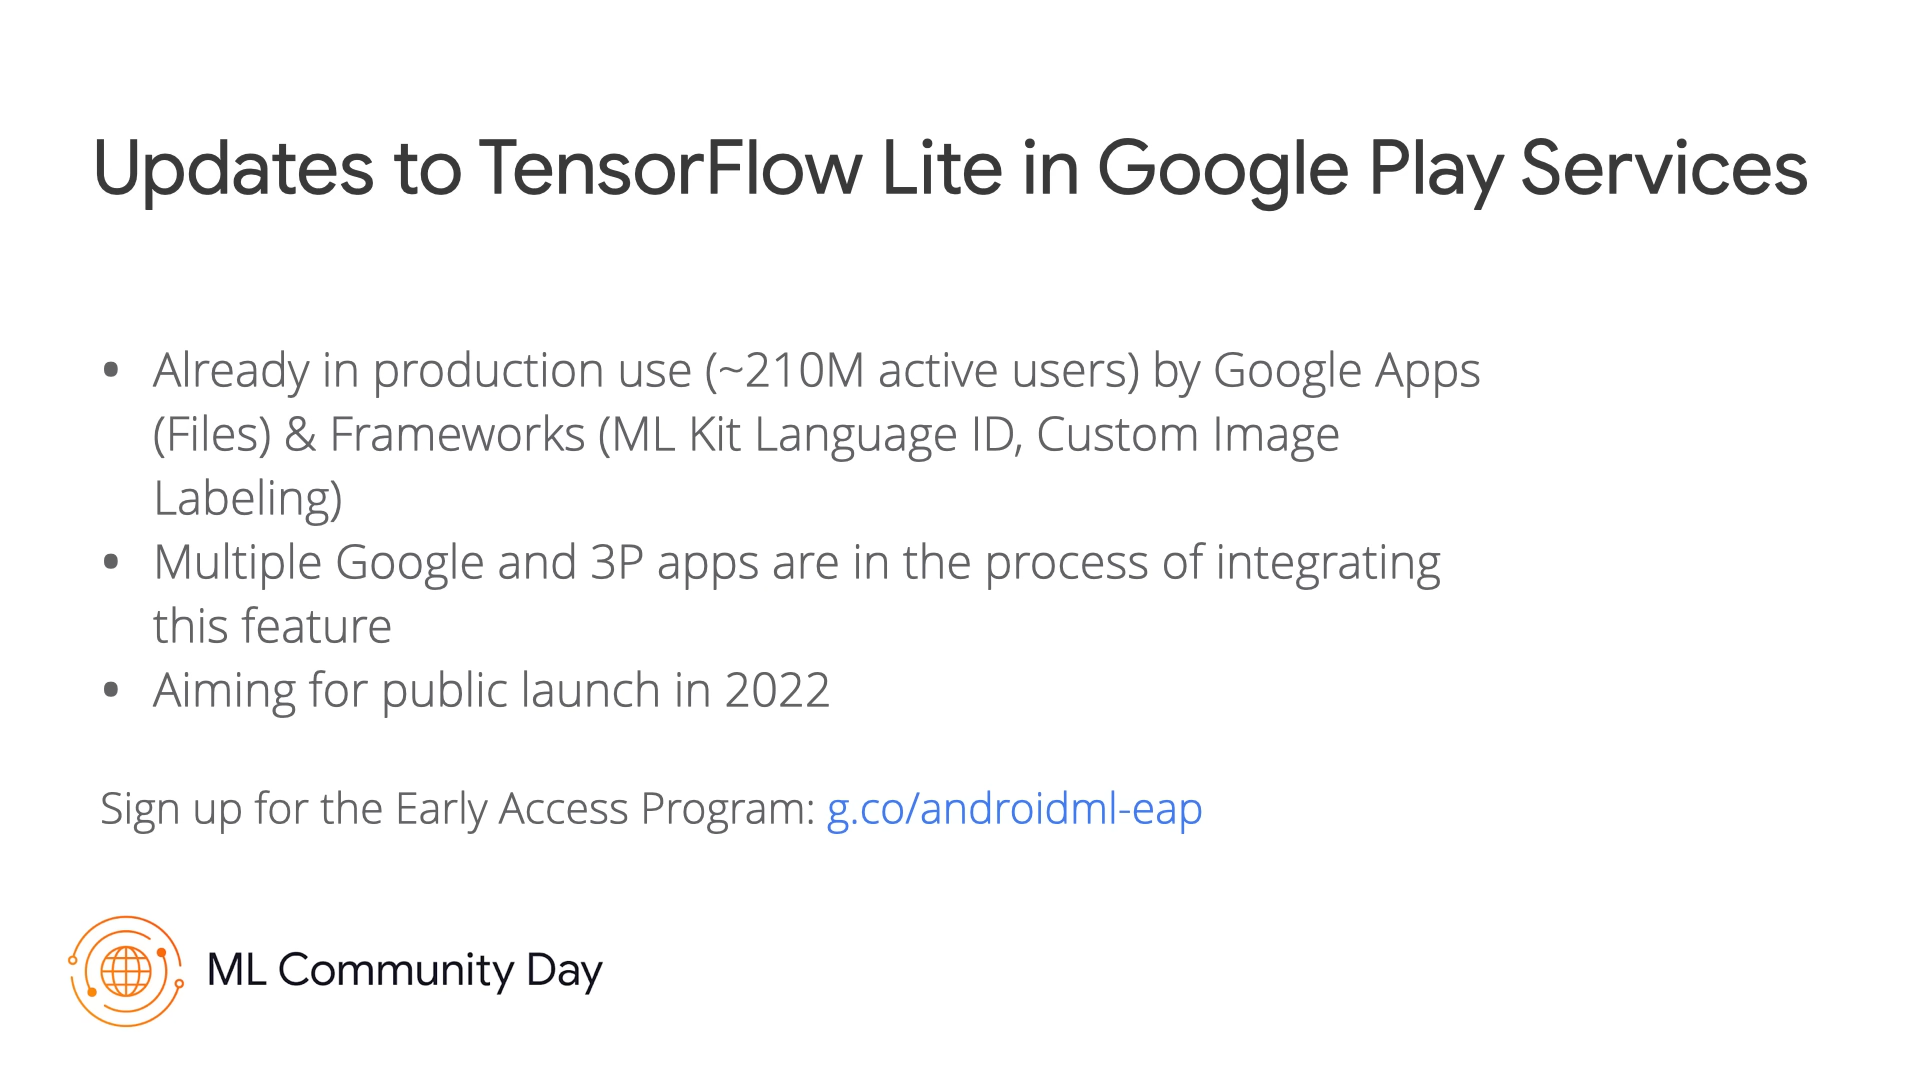 Updates to TensorFlow Lite in Google Play Services
• Already in production use (~210M active users) by Google Apps
(Files) & Frameworks (ML Kit Language ID, Custom Image
Labeling)
• Multiple Google and 3P apps are in the process of integrating
this feature
• Aiming for public launch in 2022
Sign up for the Early Access Program: g.co/androidml-eap
ML Community Day